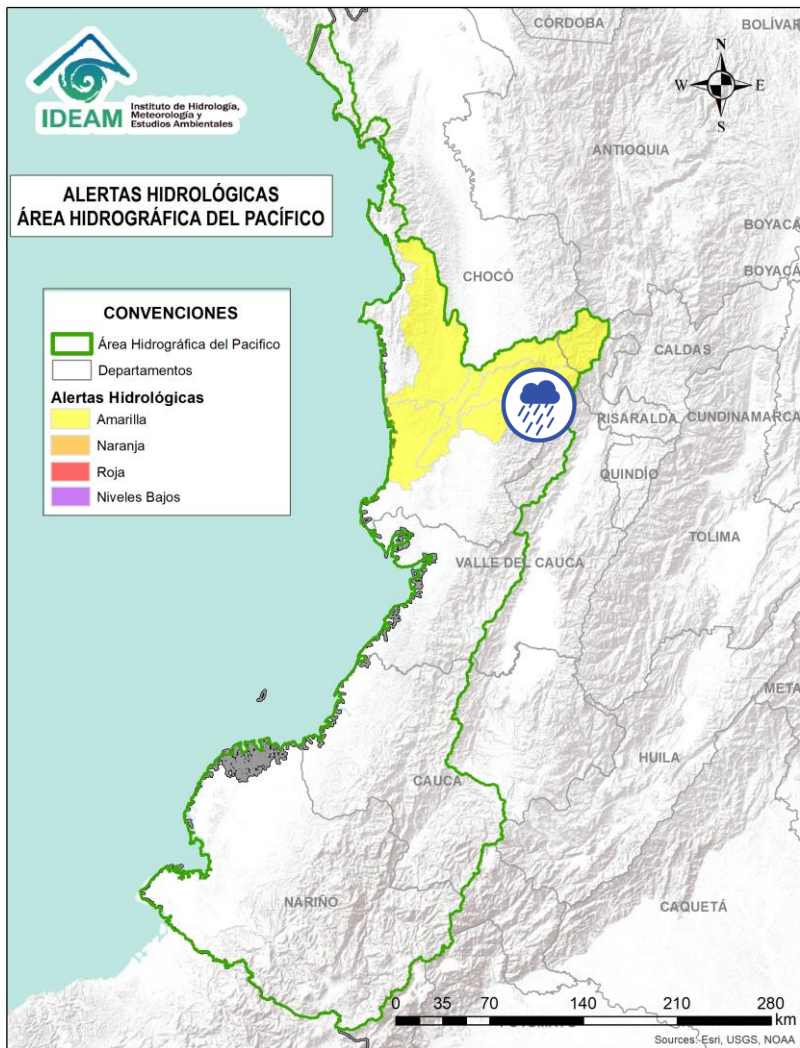 CÓRDOBA
BOLÍVAR
N
W
E
S
IDEAM
Instituto de Hidrología,
Meteorología y
Estudios Ambientales
ANTIOQUIA
ALERTAS HIDROLÓGICAS
ÁREA HIDROGRÁFICA DEL PACÍFICO
BOYACÁ
BOYACÁ
CHOCÓ
CONVENCIONES
Área Hidrográfica del Pacifico
Departamentos
Alertas Hidrológicas
Amarilla
Naranja
Roja
Niveles Bajos
CALDAS
RISARALDA
CUNDINAMARCA
QUINDÍO
TOLIMA
VALLE DEL CAUCA
META
HUILA
CAUCA
NARIÑO
CAQUETÁ
0 35 70 140 210 280
km
Sources: Esri, USGS, NOAA